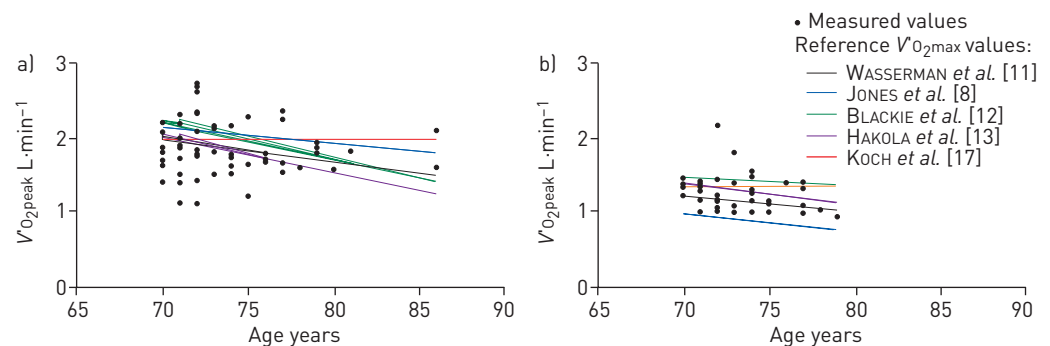 • Measured values
Reference V'O₂max values:
WASSERMAN et al. [11]
JONES et al. [8]
BLACKIE et al. [12]
HAKOLA et al. [13]
KOCH et al. [17]
a)
3
2
1
0
V'O₂peak L·min⁻¹
65 70 75 80 85 90
Age years
b)
3
2
1
0
V'O₂peak L·min⁻¹
65 70 75 80 85 90
Age years